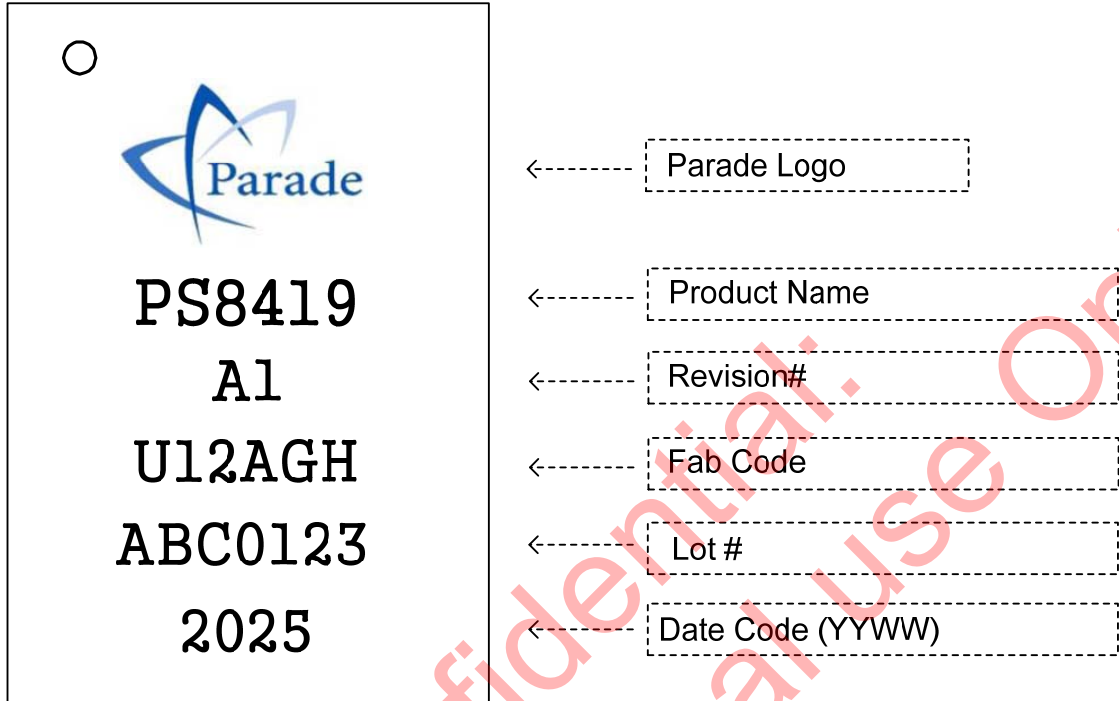 Parade
Parade Logo
PS8419
Product Name
A1
Revision#
U12AGH
Fab Code
ABC0123
Lot #
2025
Date Code (YYWW)